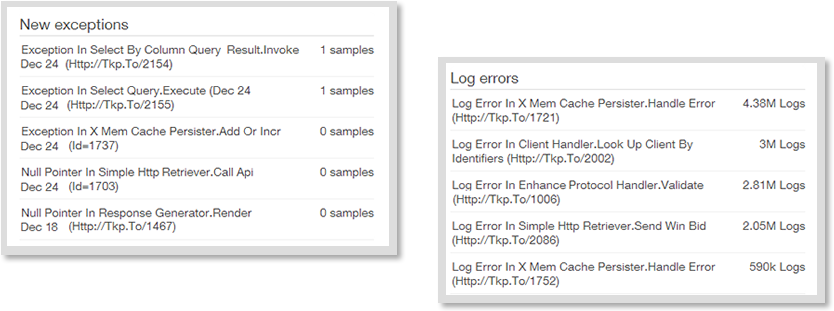 New exceptions
Exception In Select By Column Query Result.Invoke 1 samples
Dec 24 (Http://Tkp.To/2154)
Exception In Select Query.Execute (Dec 24 1 samples
Dec 24 (Http://Tkp.To/2155)
Exception In X Mem Cache Persister.Add Or Incr 0 samples
Dec 24 (Id=1737)
Null Pointer In Simple Http Retriever.Call Api 0 samples
Dec 24 (Id=1703)
Null Pointer In Response Generator.Render 0 samples
Dec 18 (Http://Tkp.To/1467)
Log errors
Log Error In X Mem Cache Persister.Handle Error 4.38M Logs
(Http://Tkp.To/1721)
Log Error In Client Handler.Look Up Client By 3M Logs
Identifiers (Http://Tkp.To/2002)
Log Error In Enhance Protocol Handler.Validate 2.81M Logs
(Http://Tkp.To/1006)
Log Error In Simple Http Retriever.Send Win Bid 2.05M Logs
(Http://Tkp.To/2086)
Log Error In X Mem Cache Persister.Handle Error 590k Logs
(Http://Tkp.To/1752)